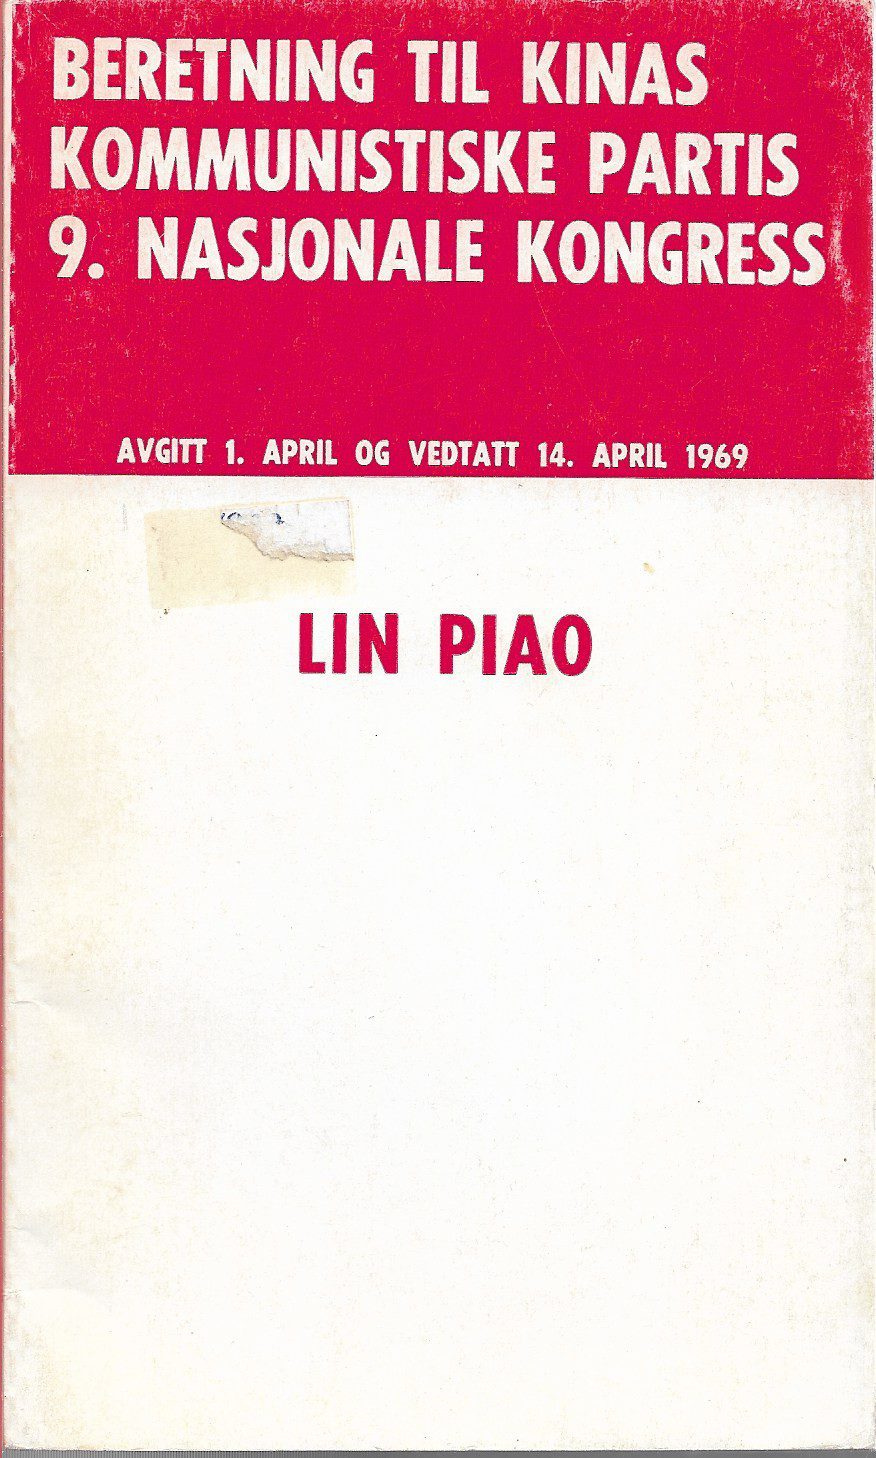 BERETNING TIL KINAS
KOMMUNISTISKE PARTIS
9. NASJONALE KONGRESS
AVGITT 1. APRIL OG VEDTATT 14. APRIL 1969
LIN PIAO